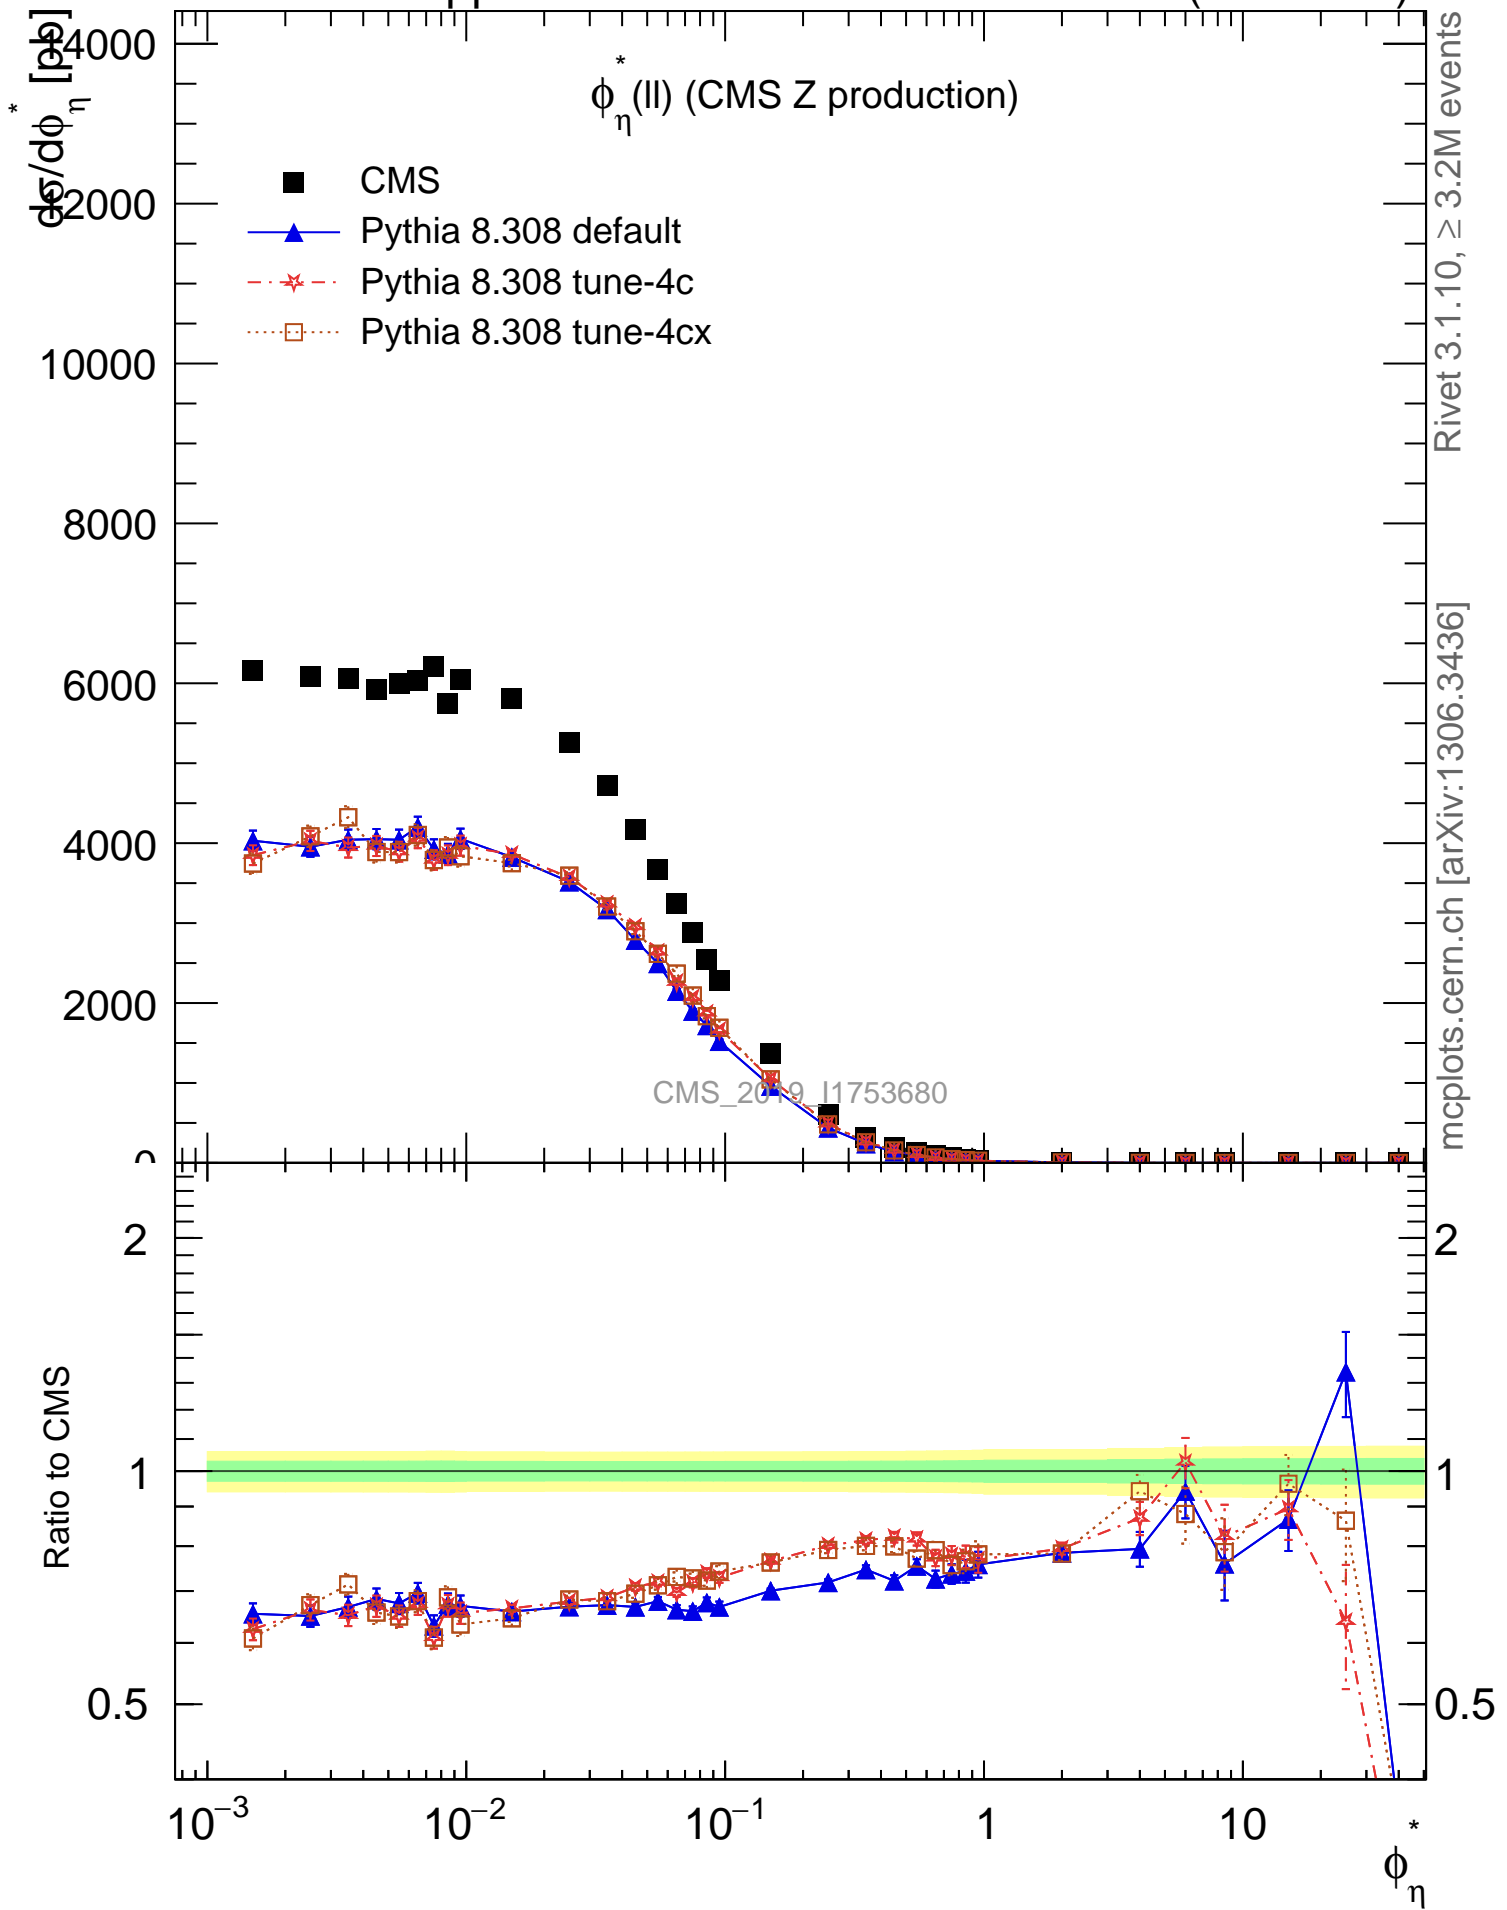 14000
dσ/dϕ*η [pb]
ϕ*η(ll) (CMS Z production)
CMS
Pythia 8.308 default
Pythia 8.308 tune-4c
Pythia 8.308 tune-4cx
12000
10000
8000
6000
4000
2000
0
CMS_2019_I1753680
Rivet 3.1.10, ≥ 3.2M events
mcplots.cern.ch [arXiv:1306.3436]
Ratio to CMS
2
1
0.5
2
1
0.5
10−3
10−2
10−1
1
10
ϕ*η